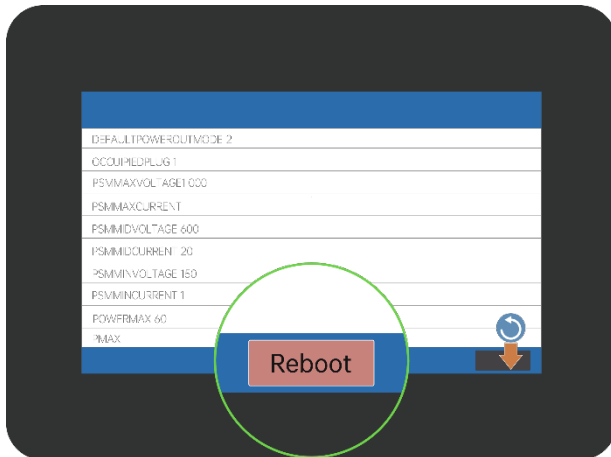 DEFAULTPOWEROUTMODE 2
OCCUPIEDPLUG 1
PSMMAXVOLTAGE1000
PSMMAXCURRENT
PSMMIDVOLTAGE 600
PSMMIDCURRENT 20
PSMMINVOLTAGE 150
PSMMINCURRENT 1
POWERMAX 60
PMAX
Reboot